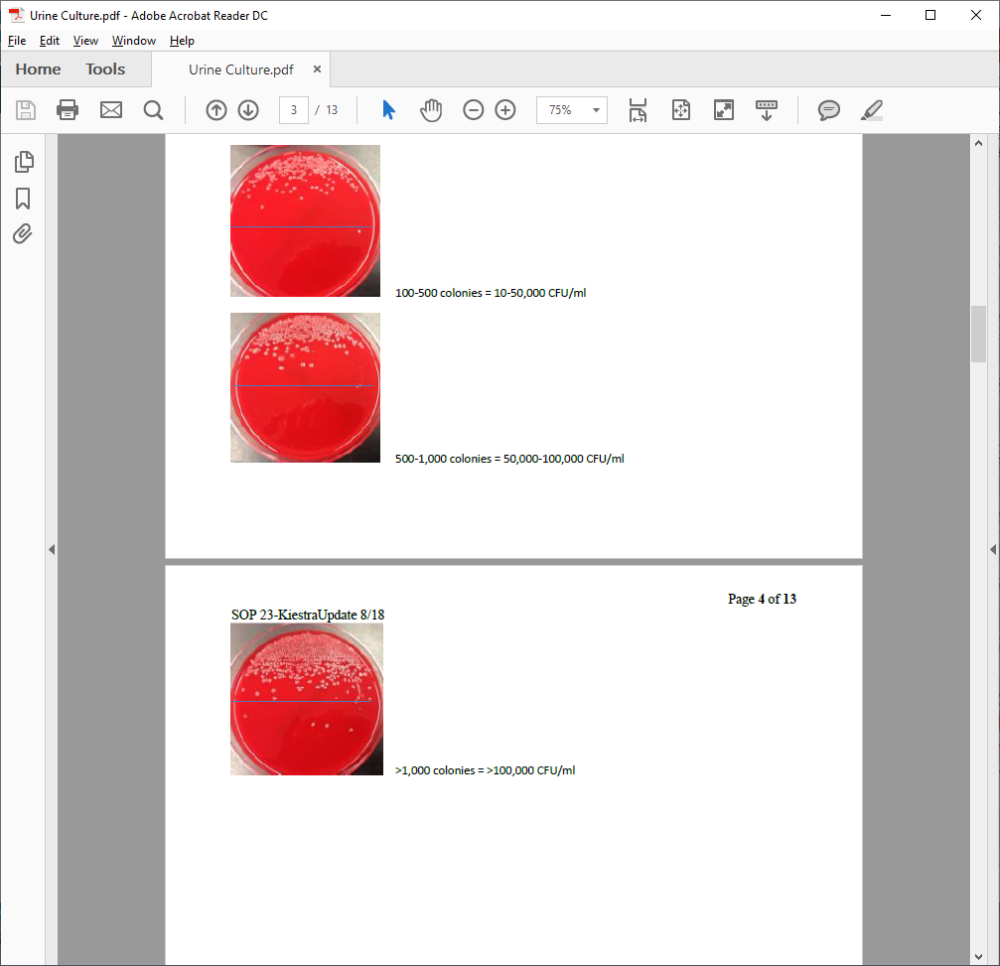 Urine Culture.pdf - Adobe Acrobat Reader DC
File Edit View Window Help
Home Tools Urine Culture.pdf ×
3 / 13 75%
100-500 colonies = 10-50,000 CFU/ml
500-1,000 colonies = 50,000-100,000 CFU/ml
Page 4 of 13
SOP 23-KiestraUpdate 8/18
>1,000 colonies = >100,000 CFU/ml